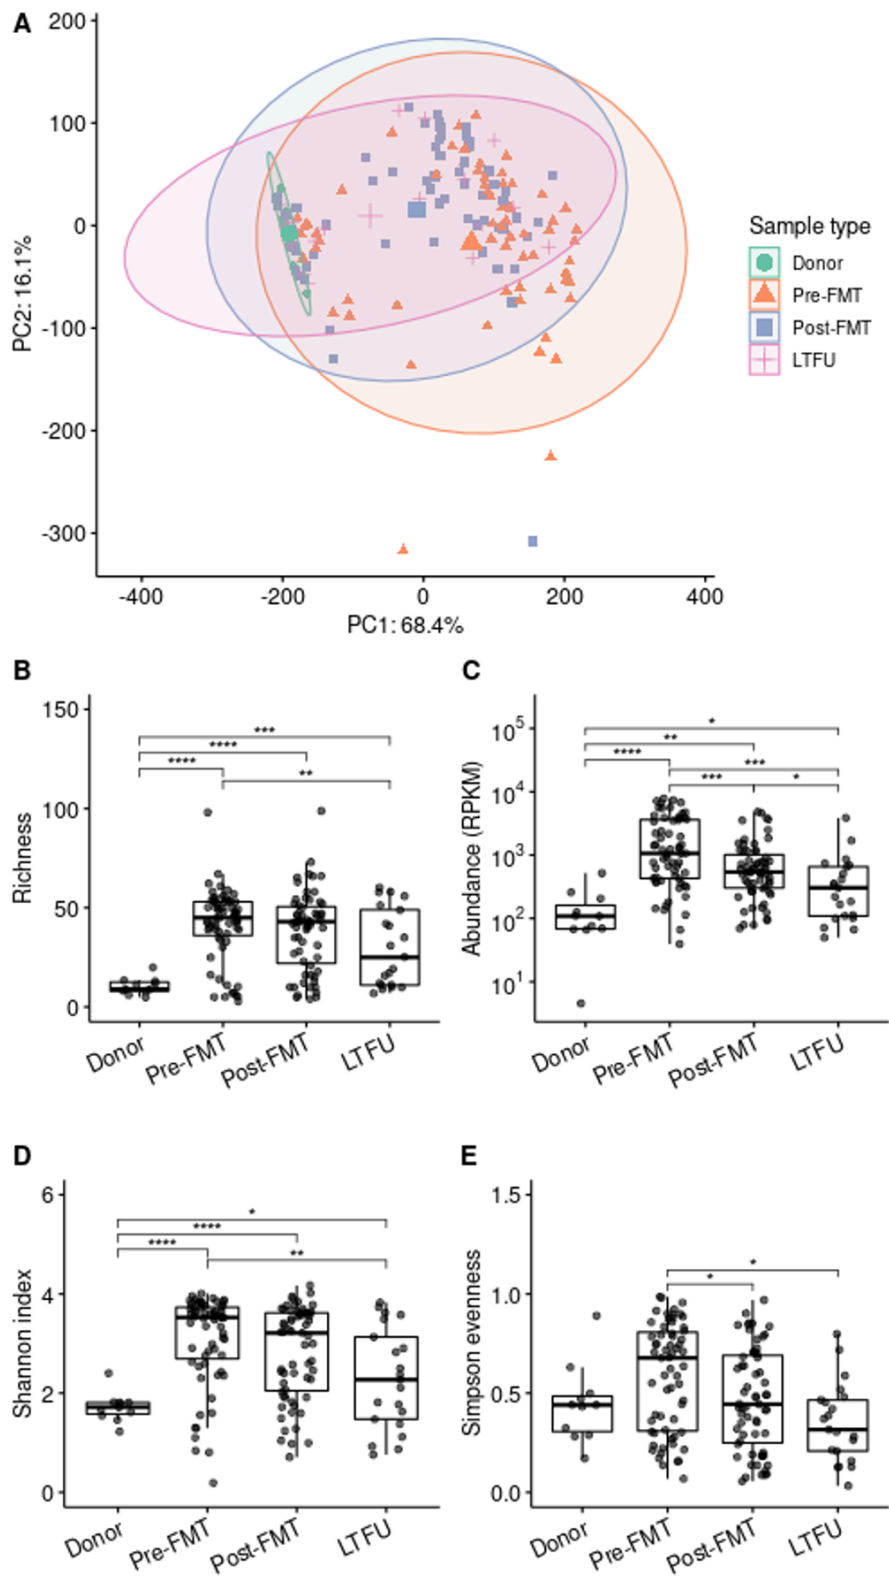 A
200
100
0
-100
-200
-300
PC2: 16.1%
-400
-200
0
200
400
PC1: 68.4%
Sample type
Donor
Pre-FMT
Post-FMT
LTFU
B
150
100
50
0
Richness
***
****
****
**
Donor
Pre-FMT
Post-FMT
LTFU
C
10^5
10^4
10^3
10^2
10^1
Abundance (RPKM)
*
**
****
***
***
*
Donor
Pre-FMT
Post-FMT
LTFU
D
6
4
2
0
Shannon index
*
****
****
**
Donor
Pre-FMT
Post-FMT
LTFU
E
1.5
1.0
0.5
0.0
Simpson evenness
*
*
Donor
Pre-FMT
Post-FMT
LTFU